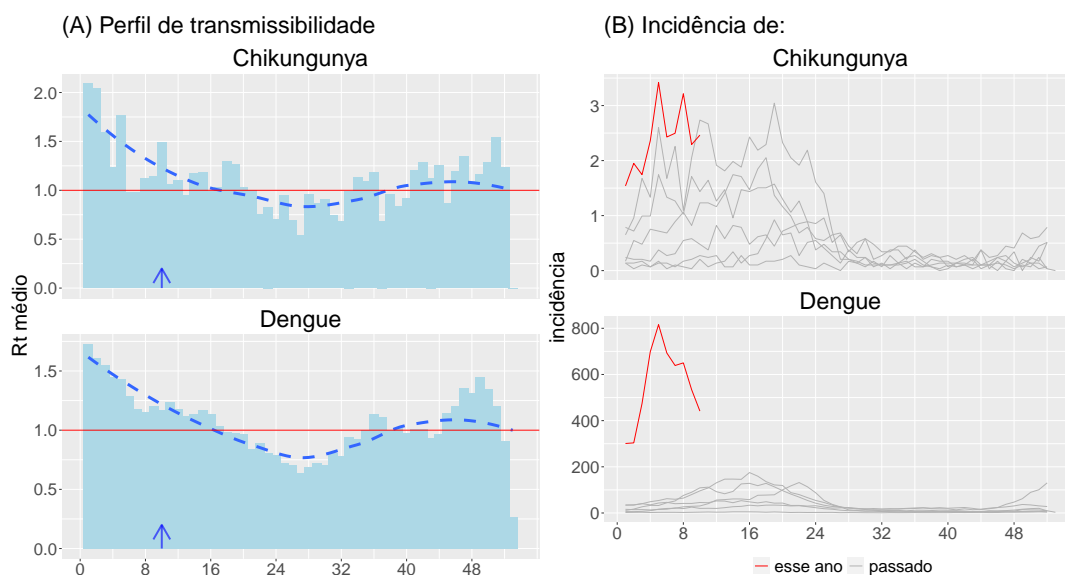 (A) Perfil de transmissibilidade
Chikungunya
2.0
1.5
1.0
0.5
0.0
Dengue
1.5
1.0
0.5
0.0
0 8 16 24 32 40 48
Rt médio
(B) Incidência de:
Chikungunya
3
2
1
0
Dengue
800
600
400
200
0
0 8 16 24 32 40 48
incidência
esse ano passado